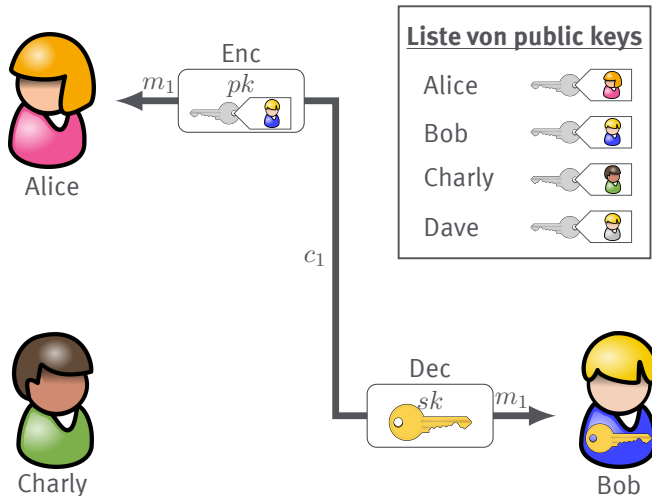 Enc
pk
m₁
Alice
Liste von public keys
Alice
Bob
Charly
Dave
c₁
Dec
sk
m₁
Charly
Bob